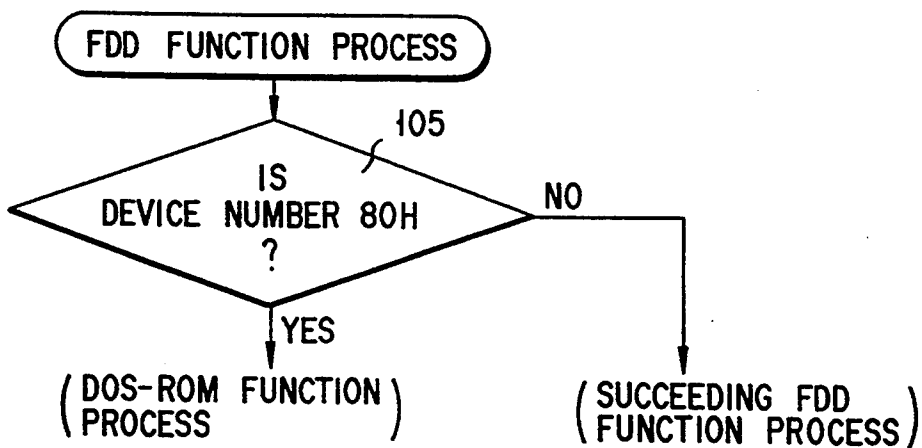 FDD FUNCTION PROCESS
105
IS
DEVICE NUMBER 80H
?
NO
YES
(DOS-ROM FUNCTION
PROCESS)
(SUCCEEDING FDD
FUNCTION PROCESS)